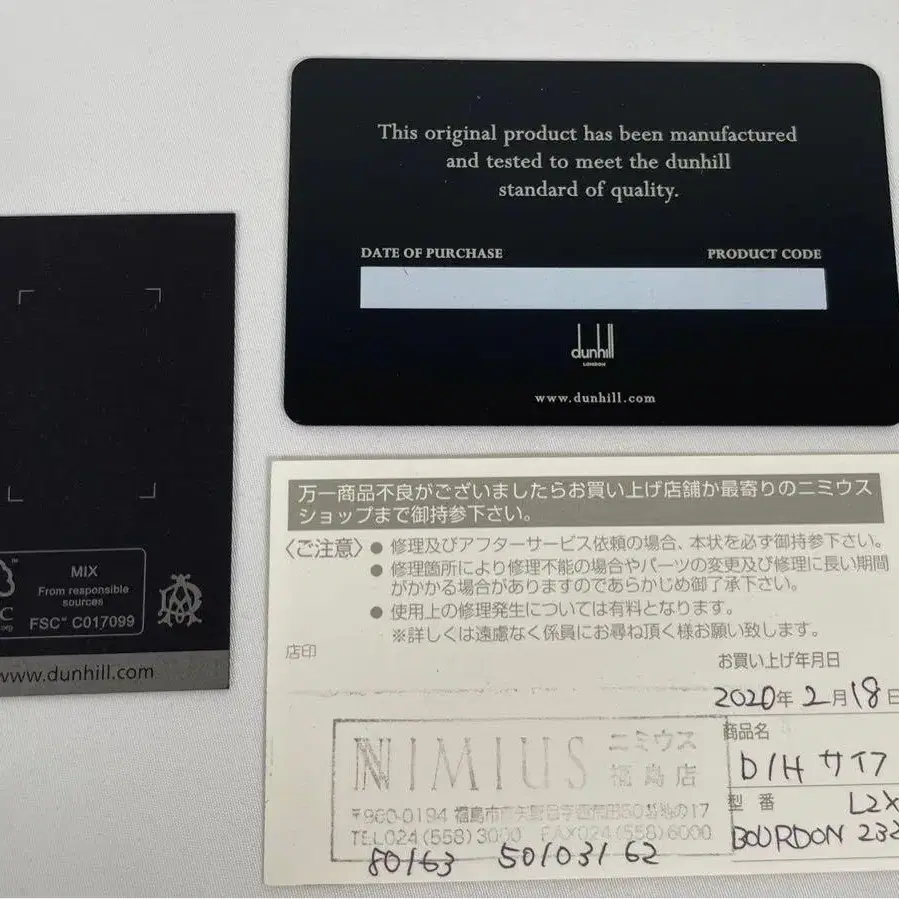 This original product has been manufactured
and tested to meet the dunhill
standard of quality.
DATE OF PURCHASE
PRODUCT CODE
dunhill
LONDON
www.dunhill.com
MIX
From responsible
sources
FSC™ C017099
www.dunhill.com
万一商品不良がございましたらお買い上げ店舗か最寄りのニミウス
ショップまで御持参下さい。
〈ご注意〉● 修理及びアフターサービス依頼の場合、本状を必ず御持参下さい。
● 修理箇所により修理不能の場合やパーツの変更及び修理に長い期間
がかかる場合がありますのであらかじめ御了承下さい。
● 使用上の修理発生については有料となります。
※詳しくは遠慮なく係員にお尋ね頂く様お願い致します。
店印
お買い上げ年月日
2020年 2月18日
NIMIUS ニミウス
福島店
〒960-0194 福島市
の17
TEL024(558)3000 FAX024(558)6000
80163 50103162
商品名
D/H サイフ
型番
L2X
BOURDON 232